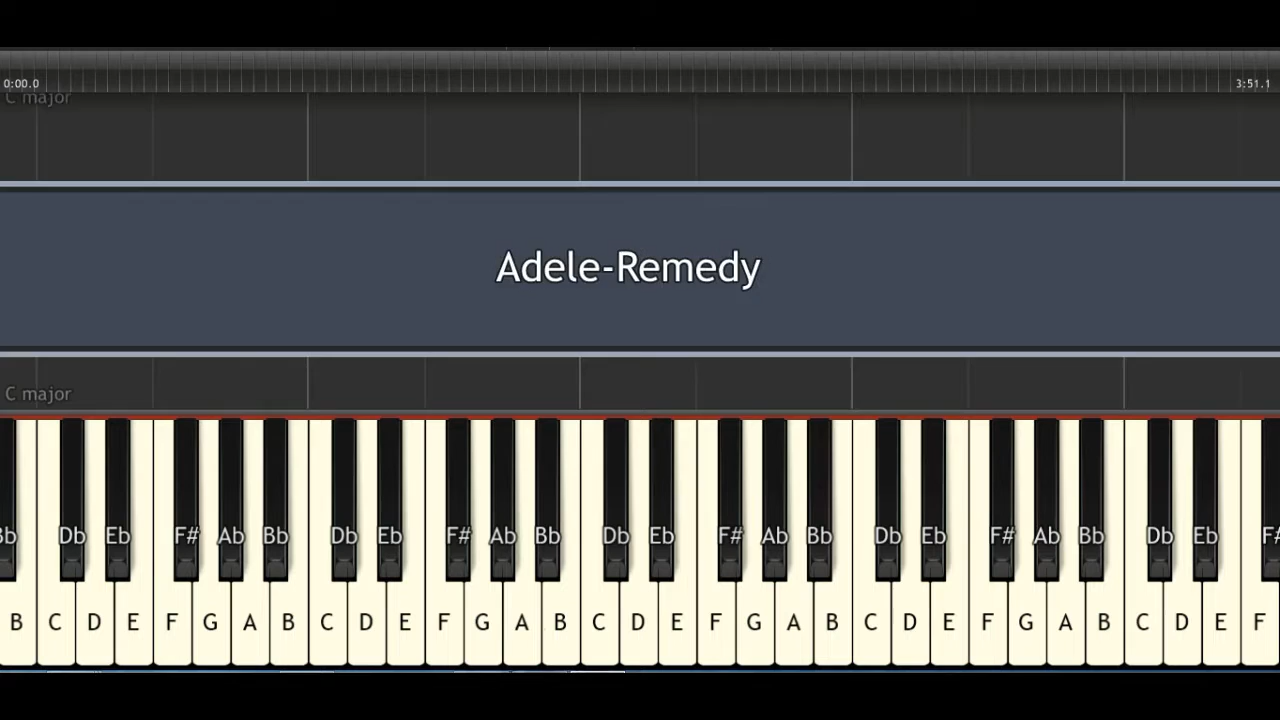 0:00.0 3:51.1
C major
Adele-Remedy
C major
Bb Db Eb F# Ab Bb Db Eb F# Ab Bb Db Eb F# Ab Bb Db Eb F# Ab Bb Db Eb F#
B C D E F G A B C D E F G A B C D E F G A B C D E F G A B C D E F